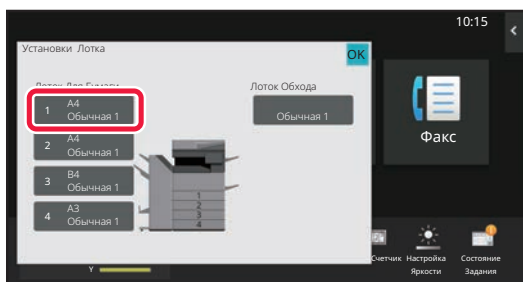 10:15
Установки Лотка
OK
Лоток Для Бумаги
Лоток Обхода
1 A4
Обычная 1
Обычная 1
2 A4
Обычная 1
3 B4
Обычная 1
4 A3
Обычная 1
1
2
3
4
Факс
Счетчик
Настройка
Яркости
Состояние
Задания
Y